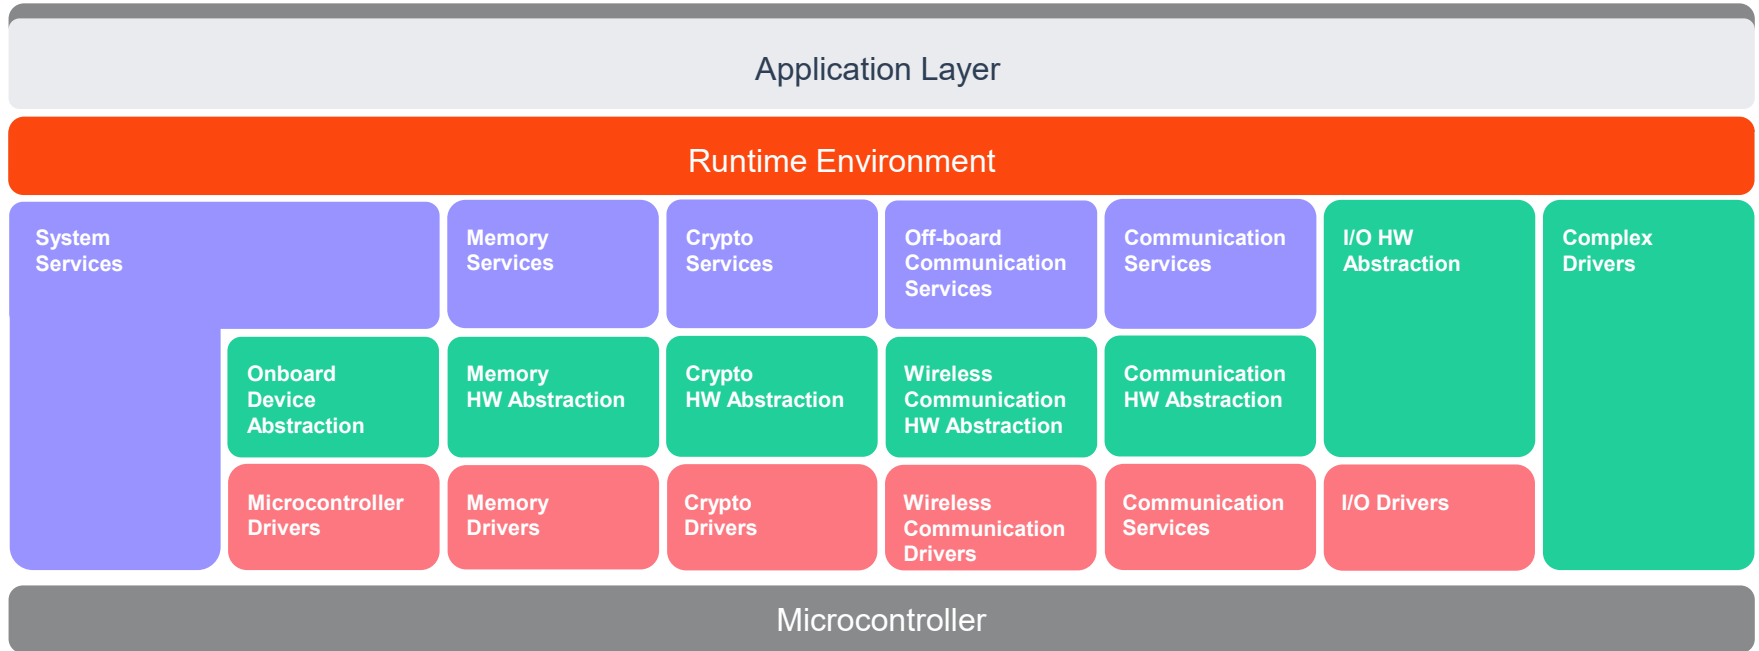 Application Layer
Runtime Environment
System
Services
Memory
Services
Crypto
Services
Off-board
Communication
Services
Communication
Services
I/O HW
Abstraction
Complex
Drivers
Onboard
Device
Abstraction
Memory
HW Abstraction
Crypto
HW Abstraction
Wireless
Communication
HW Abstraction
Communication
HW Abstraction
Microcontroller
Drivers
Memory
Drivers
Crypto
Drivers
Wireless
Communication
Drivers
Communication
Services
I/O Drivers
Microcontroller